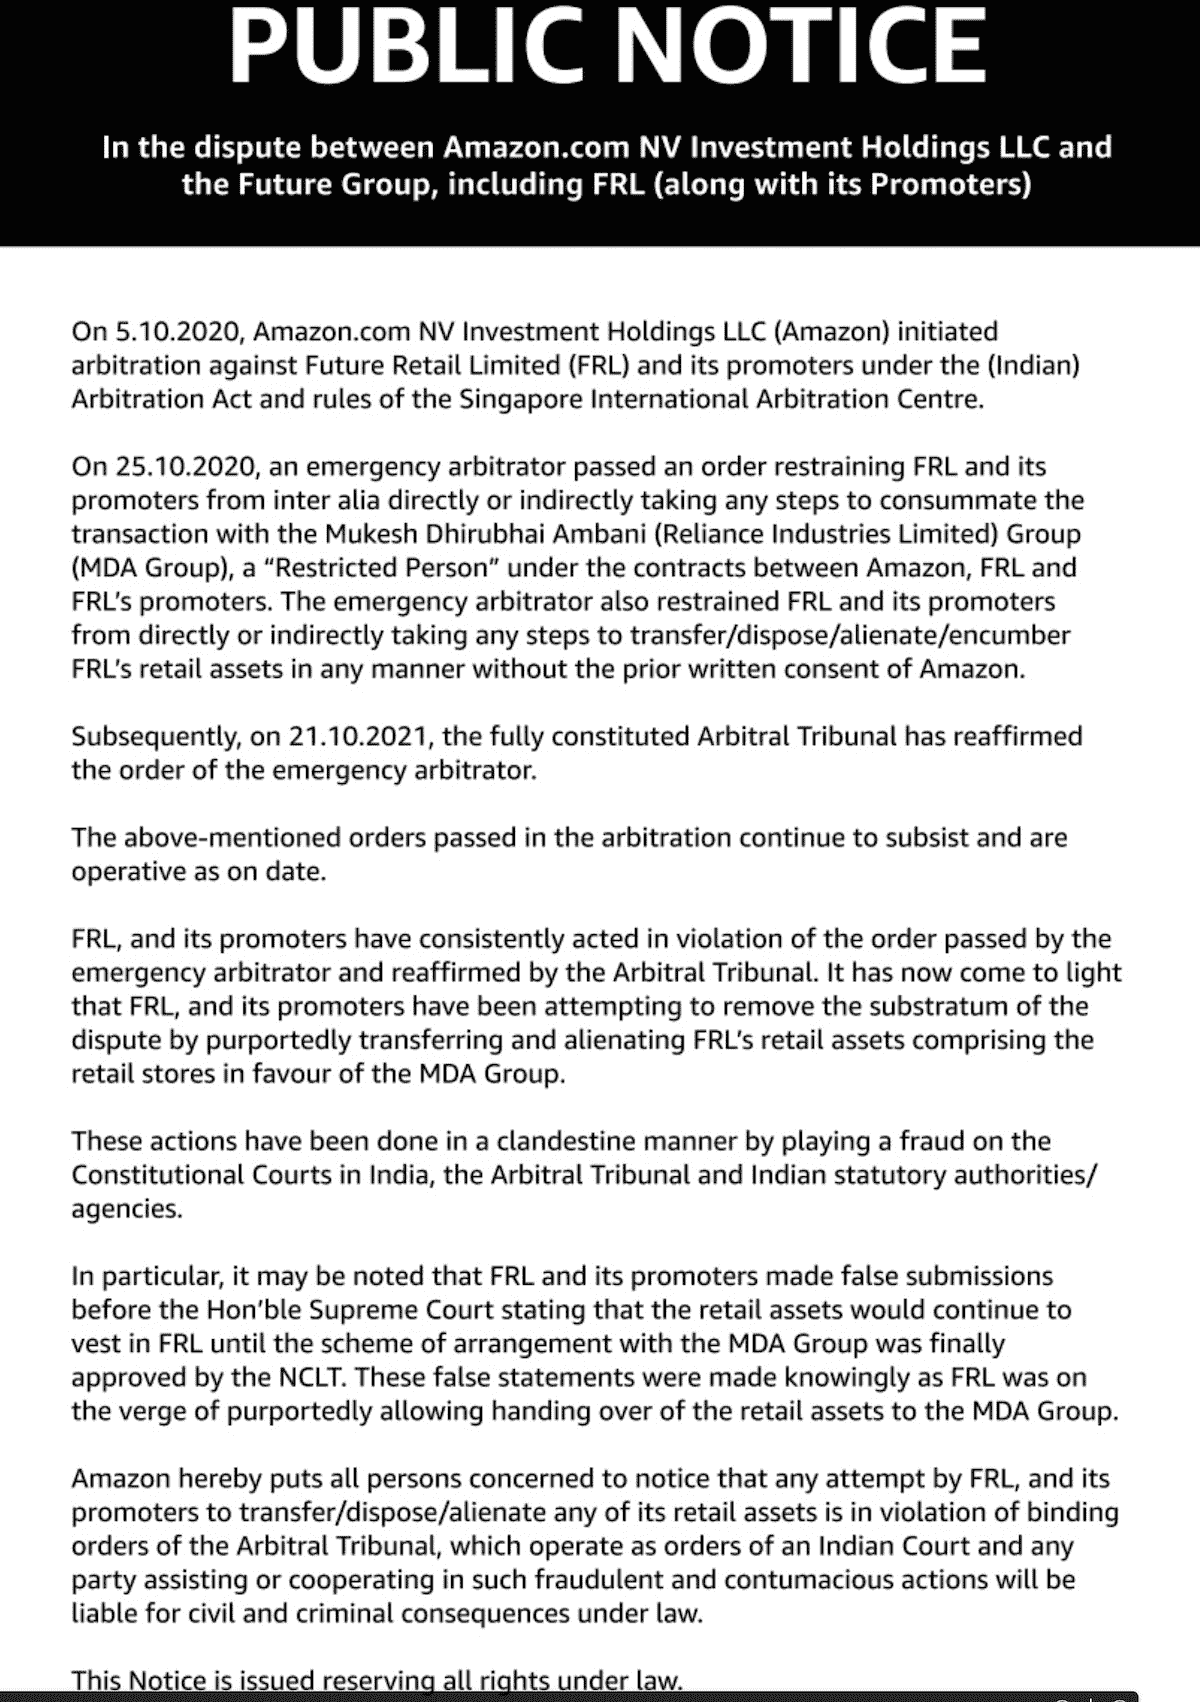 PUBLIC NOTICE
In the dispute between Amazon.com NV Investment Holdings LLC and
the Future Group, including FRL (along with its Promoters)
On 5.10.2020, Amazon.com NV Investment Holdings LLC (Amazon) initiated
arbitration against Future Retail Limited (FRL) and its promoters under the (Indian)
Arbitration Act and rules of the Singapore International Arbitration Centre.
On 25.10.2020, an emergency arbitrator passed an order restraining FRL and its
promoters from inter alia directly or indirectly taking any steps to consummate the
transaction with the Mukesh Dhirubhai Ambani (Reliance Industries Limited) Group
(MDA Group), a “Restricted Person” under the contracts between Amazon, FRL and
FRL’s promoters. The emergency arbitrator also restrained FRL and its promoters
from directly or indirectly taking any steps to transfer/dispose/alienate/encumber
FRL’s retail assets in any manner without the prior written consent of Amazon.
Subsequently, on 21.10.2021, the fully constituted Arbitral Tribunal has reaffirmed
the order of the emergency arbitrator.
The above-mentioned orders passed in the arbitration continue to subsist and are
operative as on date.
FRL, and its promoters have consistently acted in violation of the order passed by the
emergency arbitrator and reaffirmed by the Arbitral Tribunal. It has now come to light
that FRL, and its promoters have been attempting to remove the substratum of the
dispute by purportedly transferring and alienating FRL’s retail assets comprising the
retail stores in favour of the MDA Group.
These actions have been done in a clandestine manner by playing a fraud on the
Constitutional Courts in India, the Arbitral Tribunal and Indian statutory authorities/
agencies.
In particular, it may be noted that FRL and its promoters made false submissions
before the Hon’ble Supreme Court stating that the retail assets would continue to
vest in FRL until the scheme of arrangement with the MDA Group was finally
approved by the NCLT. These false statements were made knowingly as FRL was on
the verge of purportedly allowing handing over of the retail assets to the MDA Group.
Amazon hereby puts all persons concerned to notice that any attempt by FRL, and its
promoters to transfer/dispose/alienate any of its retail assets is in violation of binding
orders of the Arbitral Tribunal, which operate as orders of an Indian Court and any
party assisting or cooperating in such fraudulent and contumacious actions will be
liable for civil and criminal consequences under law.
This Notice is issued reserving all rights under law.